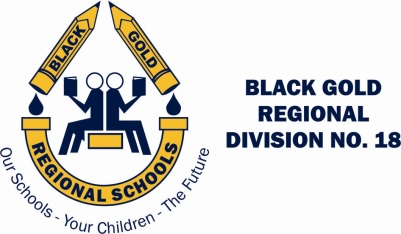 BLACK GOLD
REGIONAL SCHOOLS
Our Schools - Your Children - The Future
BLACK GOLD
REGIONAL
DIVISION NO. 18